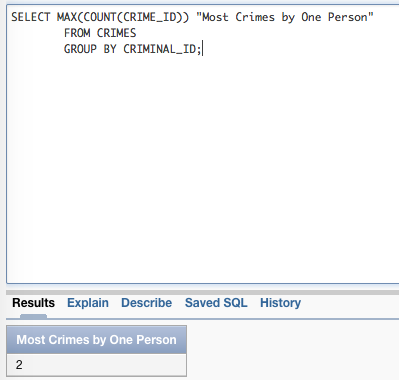 SELECT MAX(COUNT(CRIME_ID)) "Most Crimes by One Person"
FROM CRIMES
GROUP BY CRIMINAL_ID;
Results Explain Describe Saved SQL History
Most Crimes by One Person
2